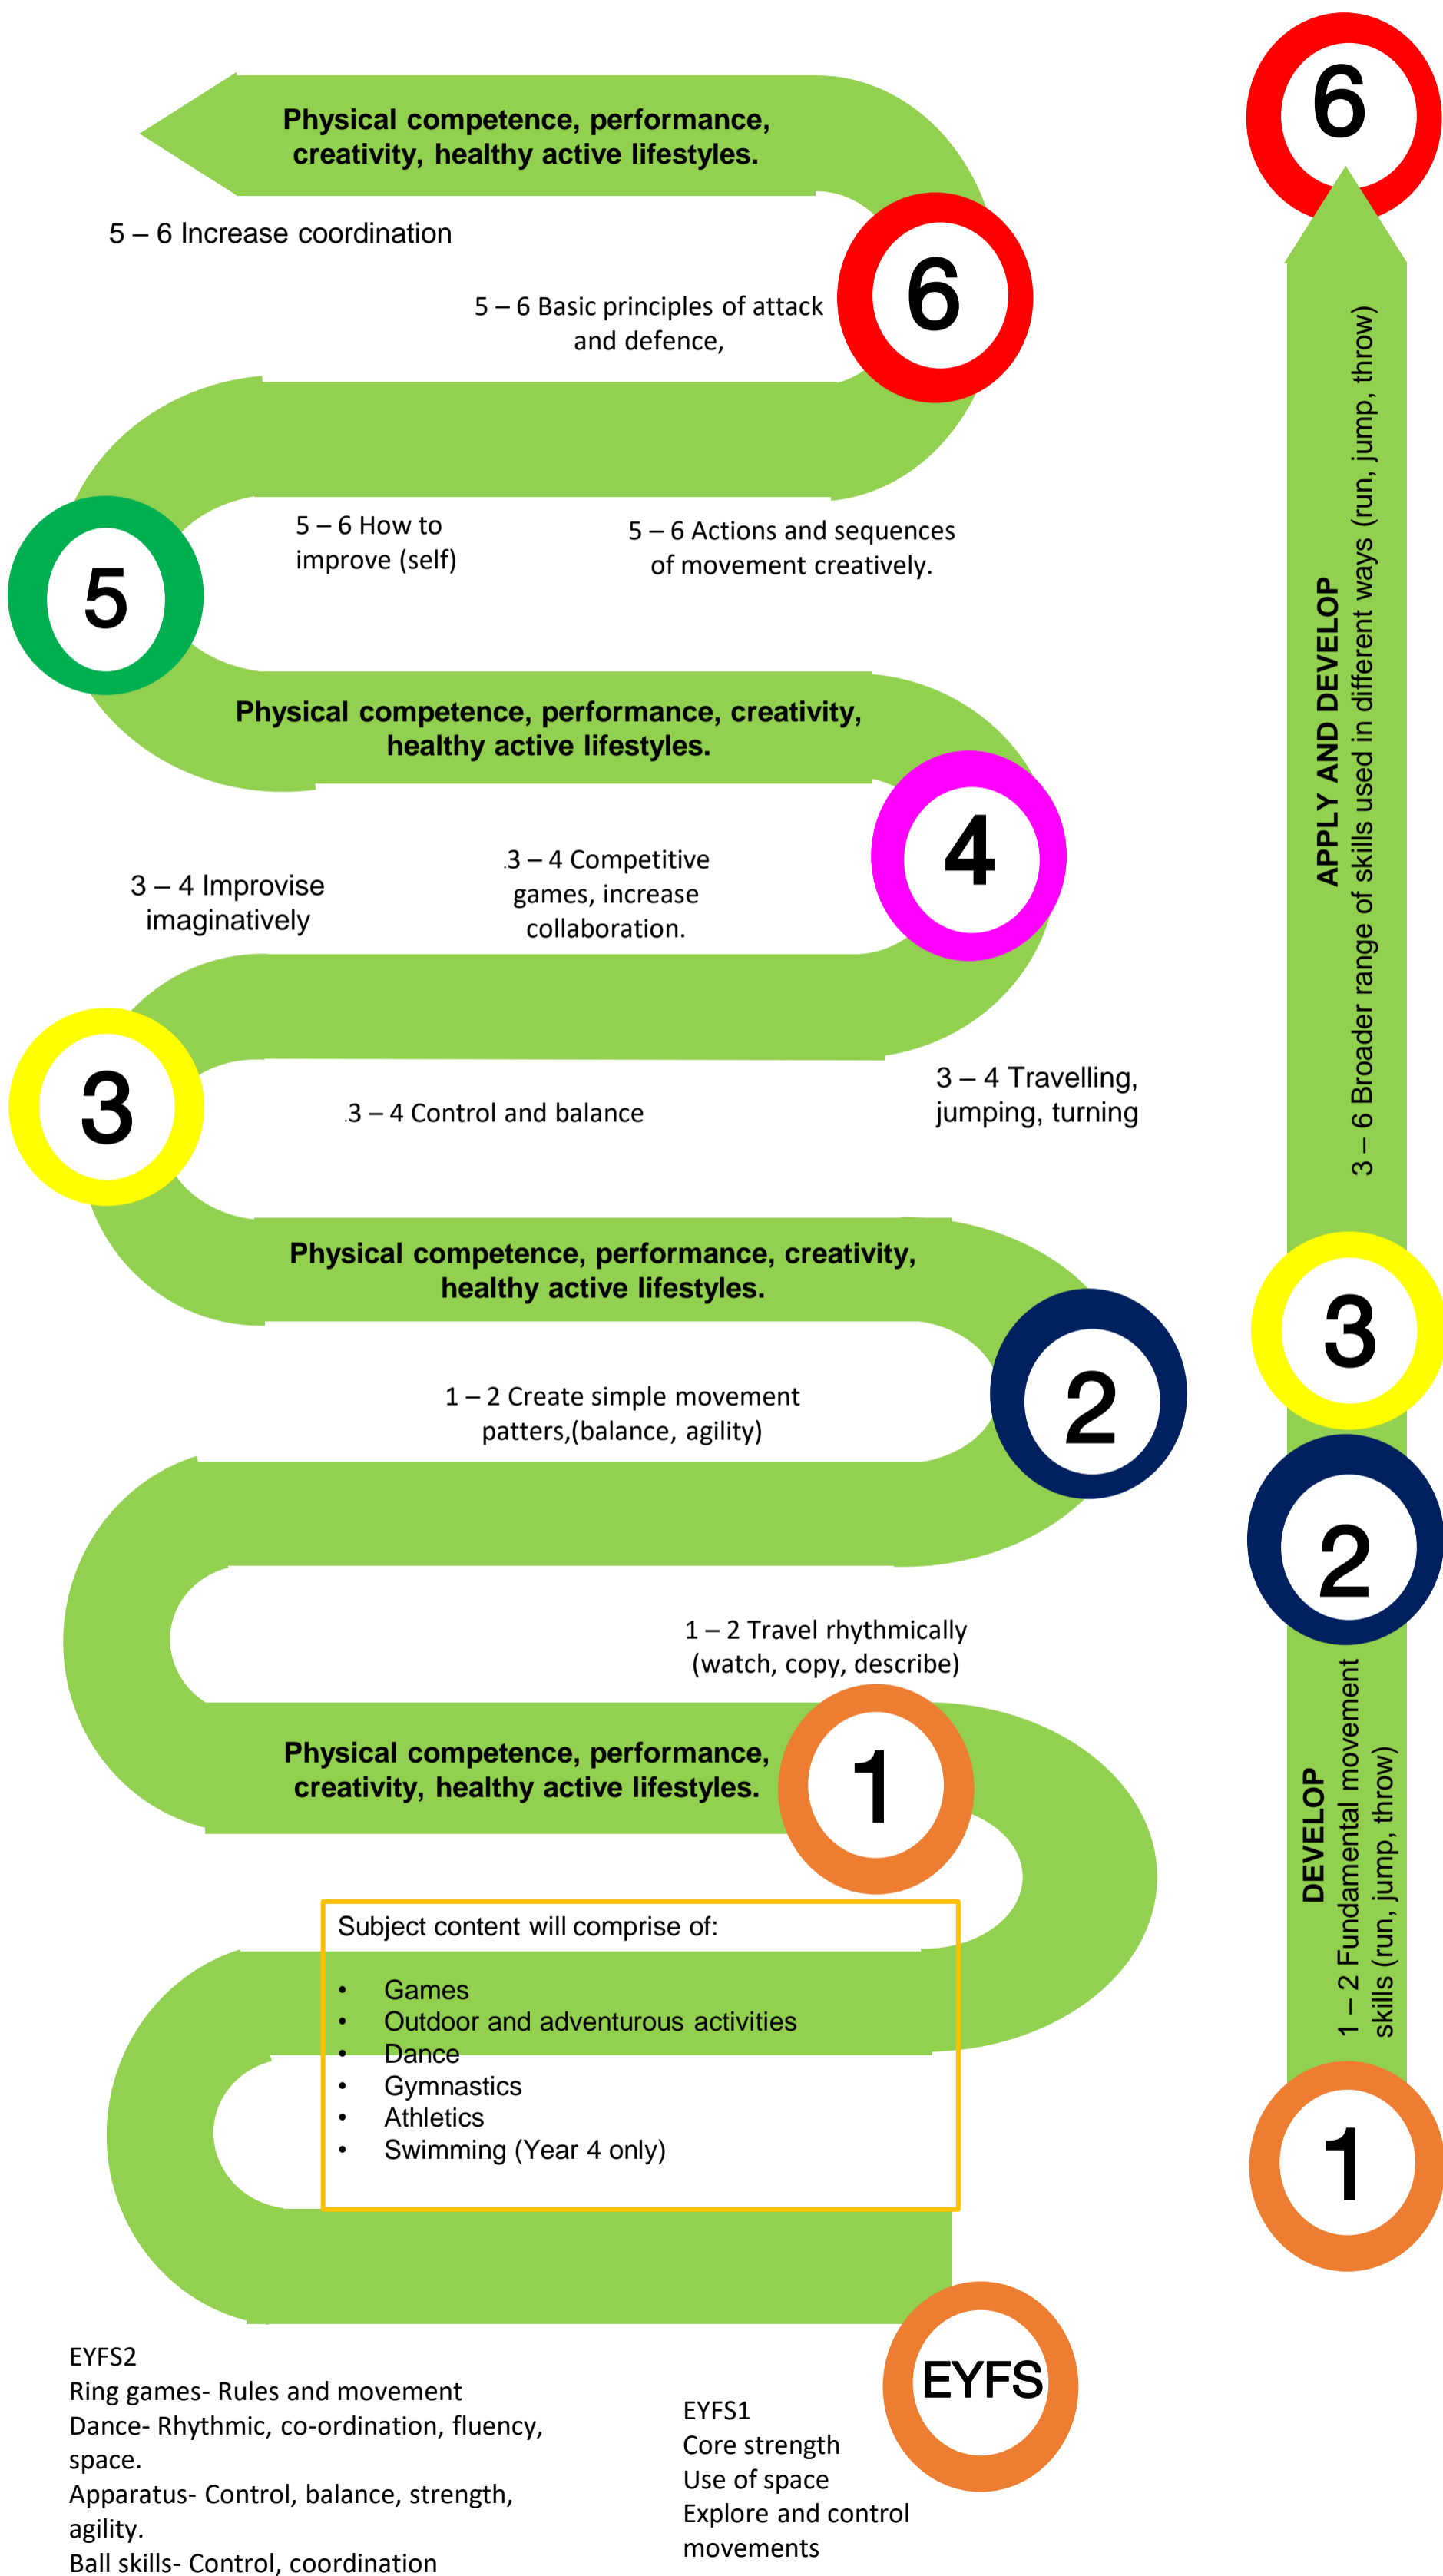 Physical competence, performance,
creativity, healthy active lifestyles.
5 – 6 Increase coordination
6
5 – 6 Basic principles of attack
and defence,
5 – 6 How to
improve (self)
5 – 6 Actions and sequences
of movement creatively.
5
Physical competence, performance, creativity,
healthy active lifestyles.
4
3 – 4 Improvise
imaginatively
.3 – 4 Competitive
games, increase
collaboration.
3
.3 – 4 Control and balance
3 – 4 Travelling,
jumping, turning
Physical competence, performance, creativity,
healthy active lifestyles.
2
1 – 2 Create simple movement
patters,(balance, agility)
1 – 2 Travel rhythmically
(watch, copy, describe)
Physical competence, performance,
creativity, healthy active lifestyles.
1
Subject content will comprise of:
• Games
• Outdoor and adventurous activities
• Dance
• Gymnastics
• Athletics
• Swimming (Year 4 only)
EYFS
EYFS2
Ring games- Rules and movement
Dance- Rhythmic, co-ordination, fluency,
space.
Apparatus- Control, balance, strength,
agility.
Ball skills- Control, coordination
EYFS1
Core strength
Use of space
Explore and control
movements
6
APPLY AND DEVELOP
3 – 6 Broader range of skills used in different ways (run, jump, throw)
3
2
DEVELOP
1 – 2 Fundamental movement
skills (run, jump, throw)
1